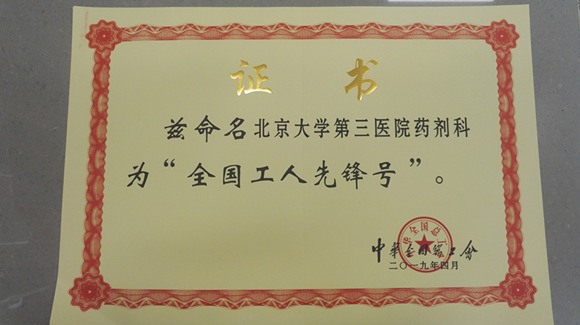 证书
兹命名北京大学第三医院药剂科
为“全国工人先锋号”。
中华全国总工会
二〇一九年四月